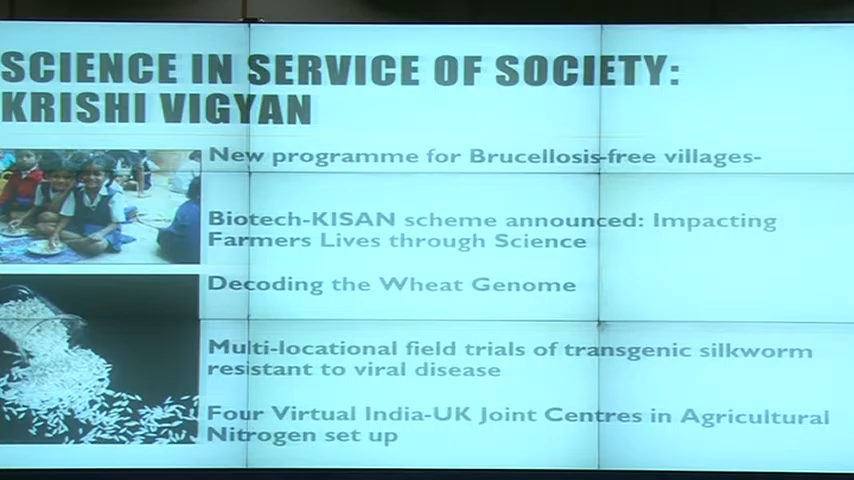 SCIENCE IN SERVICE OF SOCIETY:
KRISHI VIGYAN
New programme for Brucellosis-free villages-
Biotech-KISAN scheme announced: Impacting
Farmers Lives through Science
Decoding the Wheat Genome
Multi-locational field trials of transgenic silkworm
resistant to viral disease
Four Virtual India-UK Joint Centres in Agricultural
Nitrogen set up